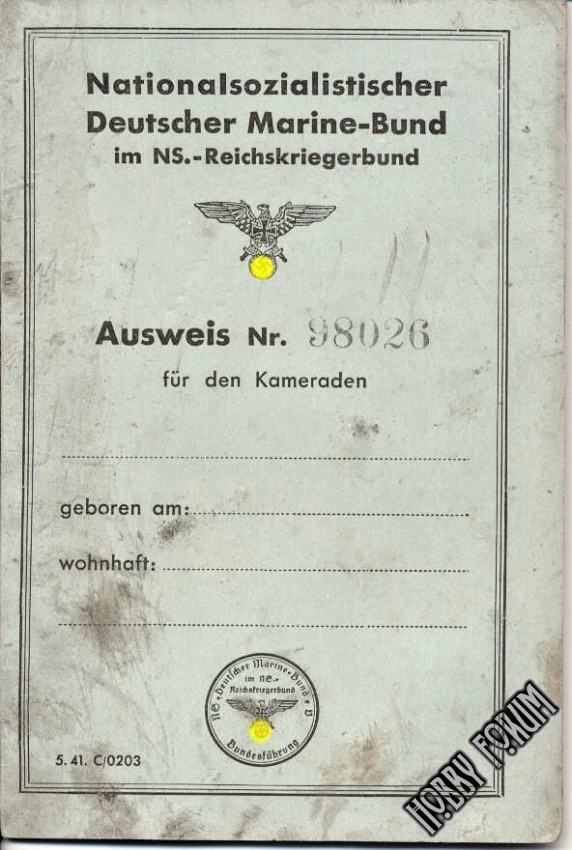 Nationalsozialistischer
Deutscher Marine-Bund
im NS.-Reichskriegerbund
Ausweis Nr. 98026
für den Kameraden
geboren am:
wohnhaft:
NS • Deutscher Marine • Bund e V
im NS.-
Reichskriegerbund
Bundesführung
5. 41. C/0203
HOBBY FORUM